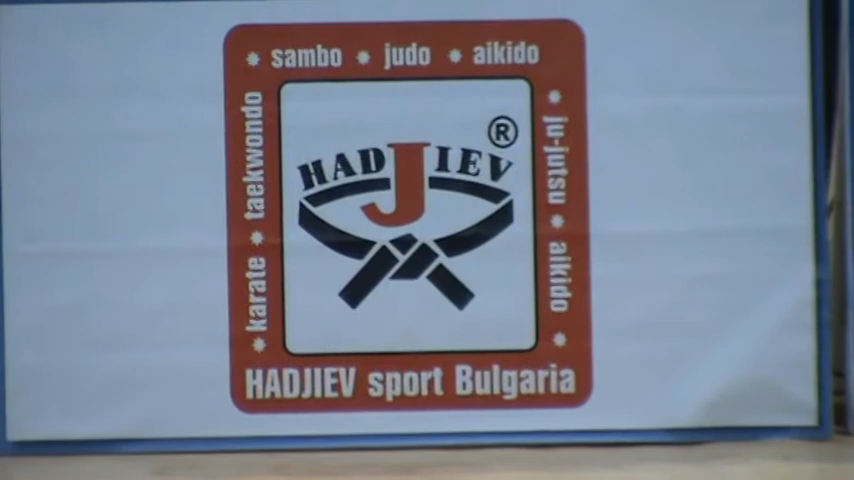 sambo * judo * aikido
karate * taekwondo
ju-jutsu * aikido
HADJIEV ®
HADJIEV sport Bulgaria